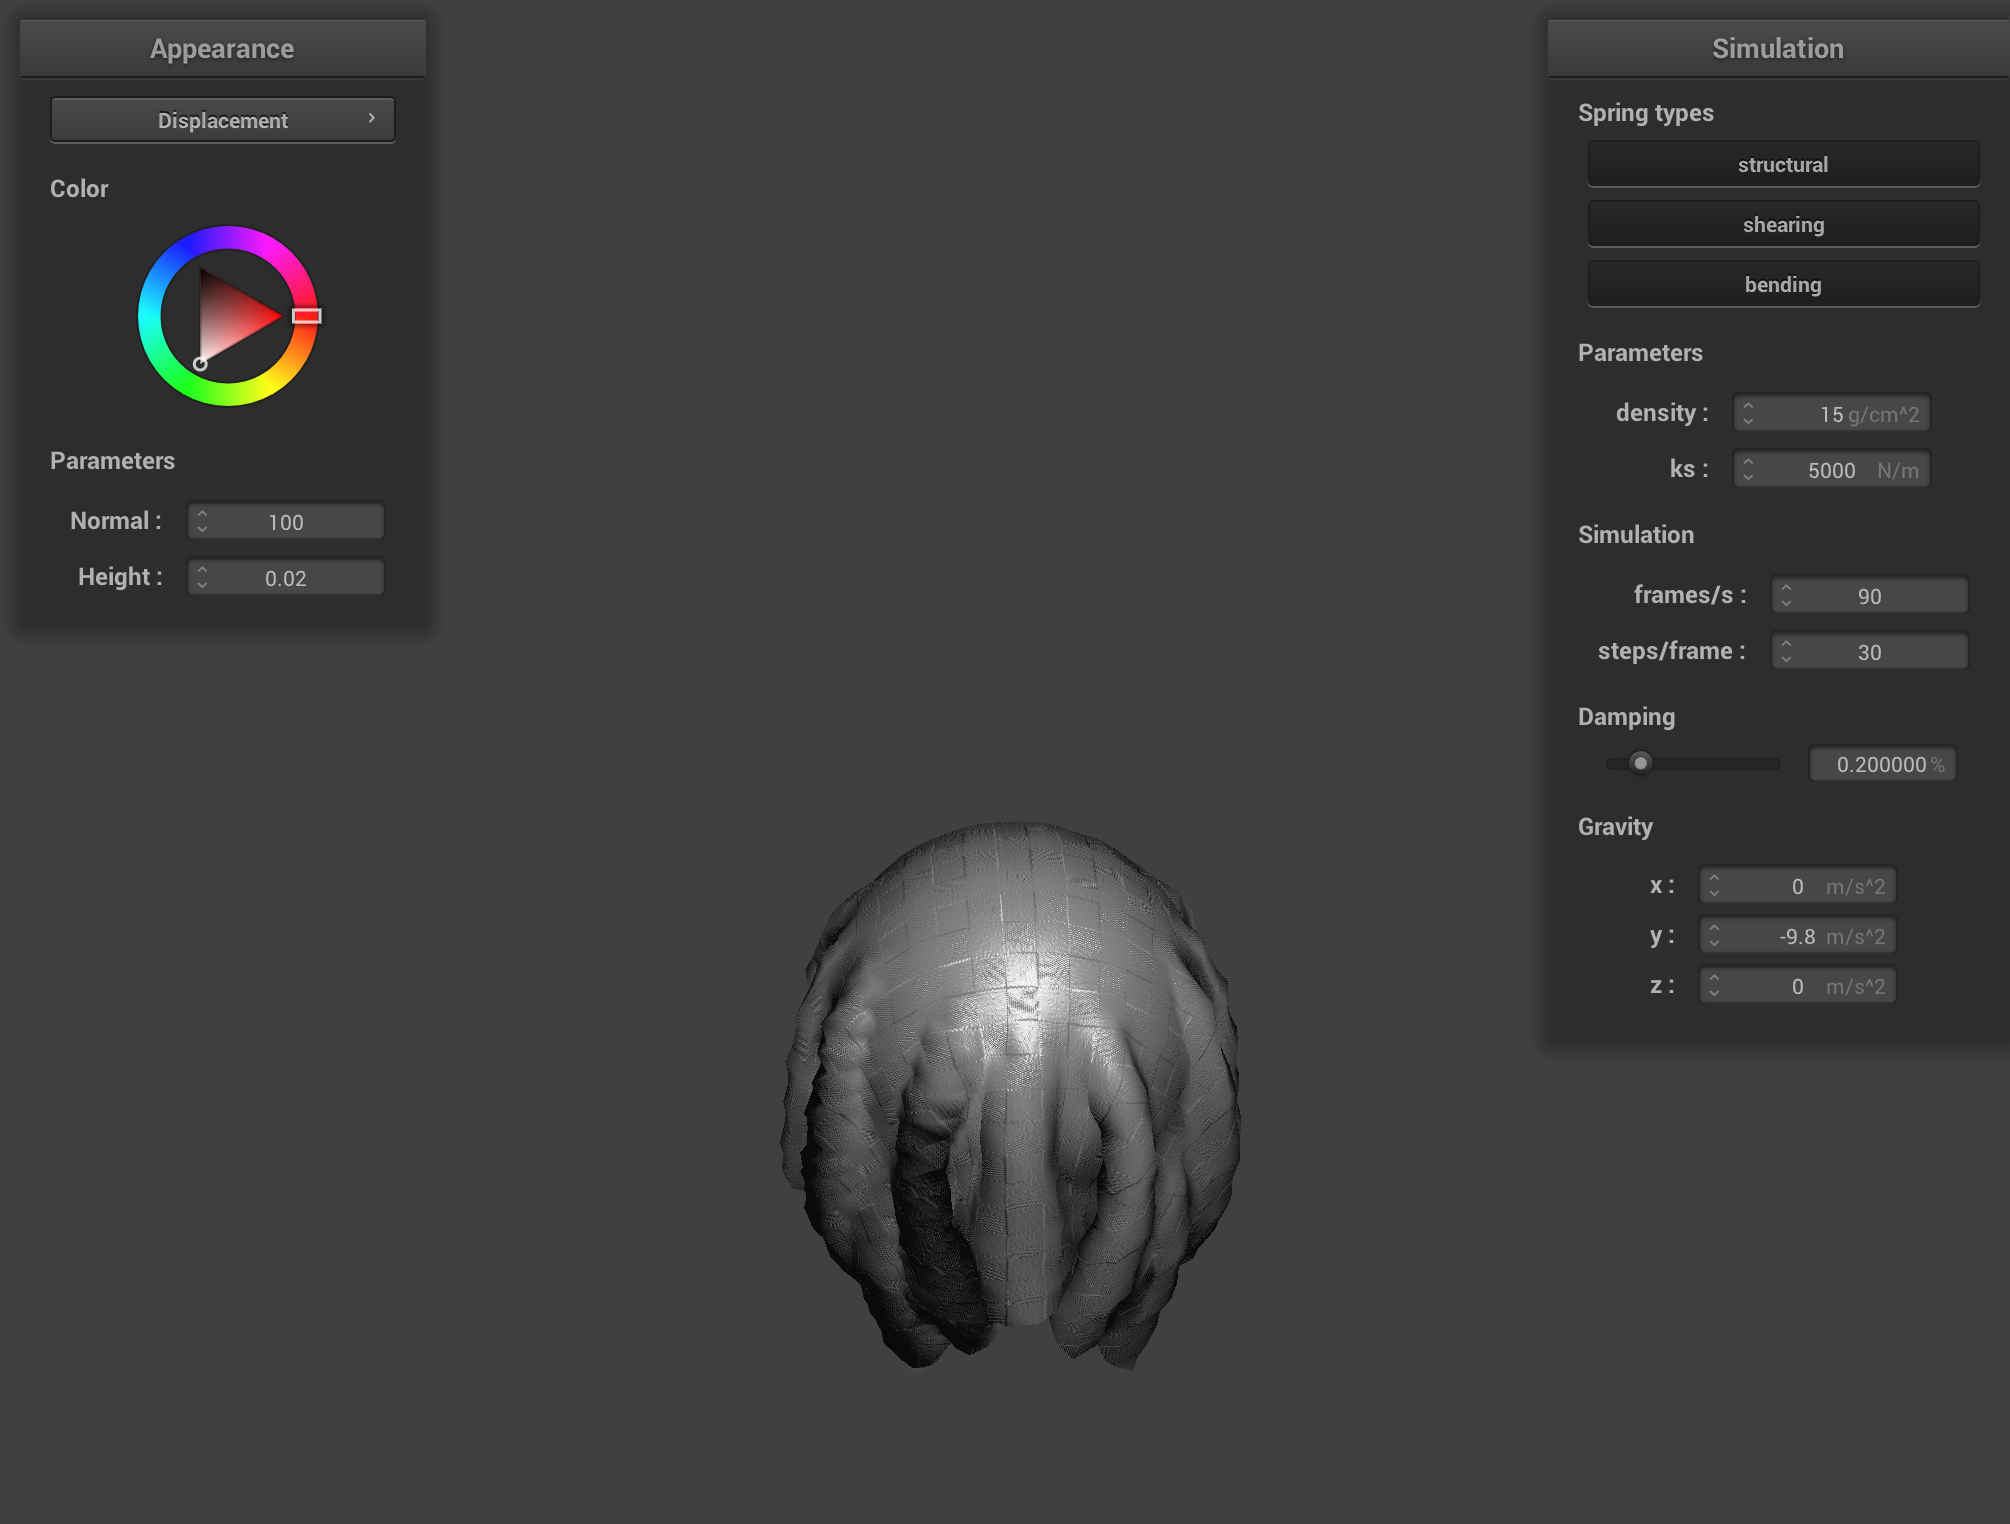 Appearance
Displacement
Color
Parameters
Normal : 100
Height : 0.02
Simulation
Spring types
structural
shearing
bending
Parameters
density : 15 g/cm^2
ks : 5000 N/m
Simulation
frames/s : 90
steps/frame : 30
Damping
0.200000 %
Gravity
x : 0 m/s^2
y : -9.8 m/s^2
z : 0 m/s^2